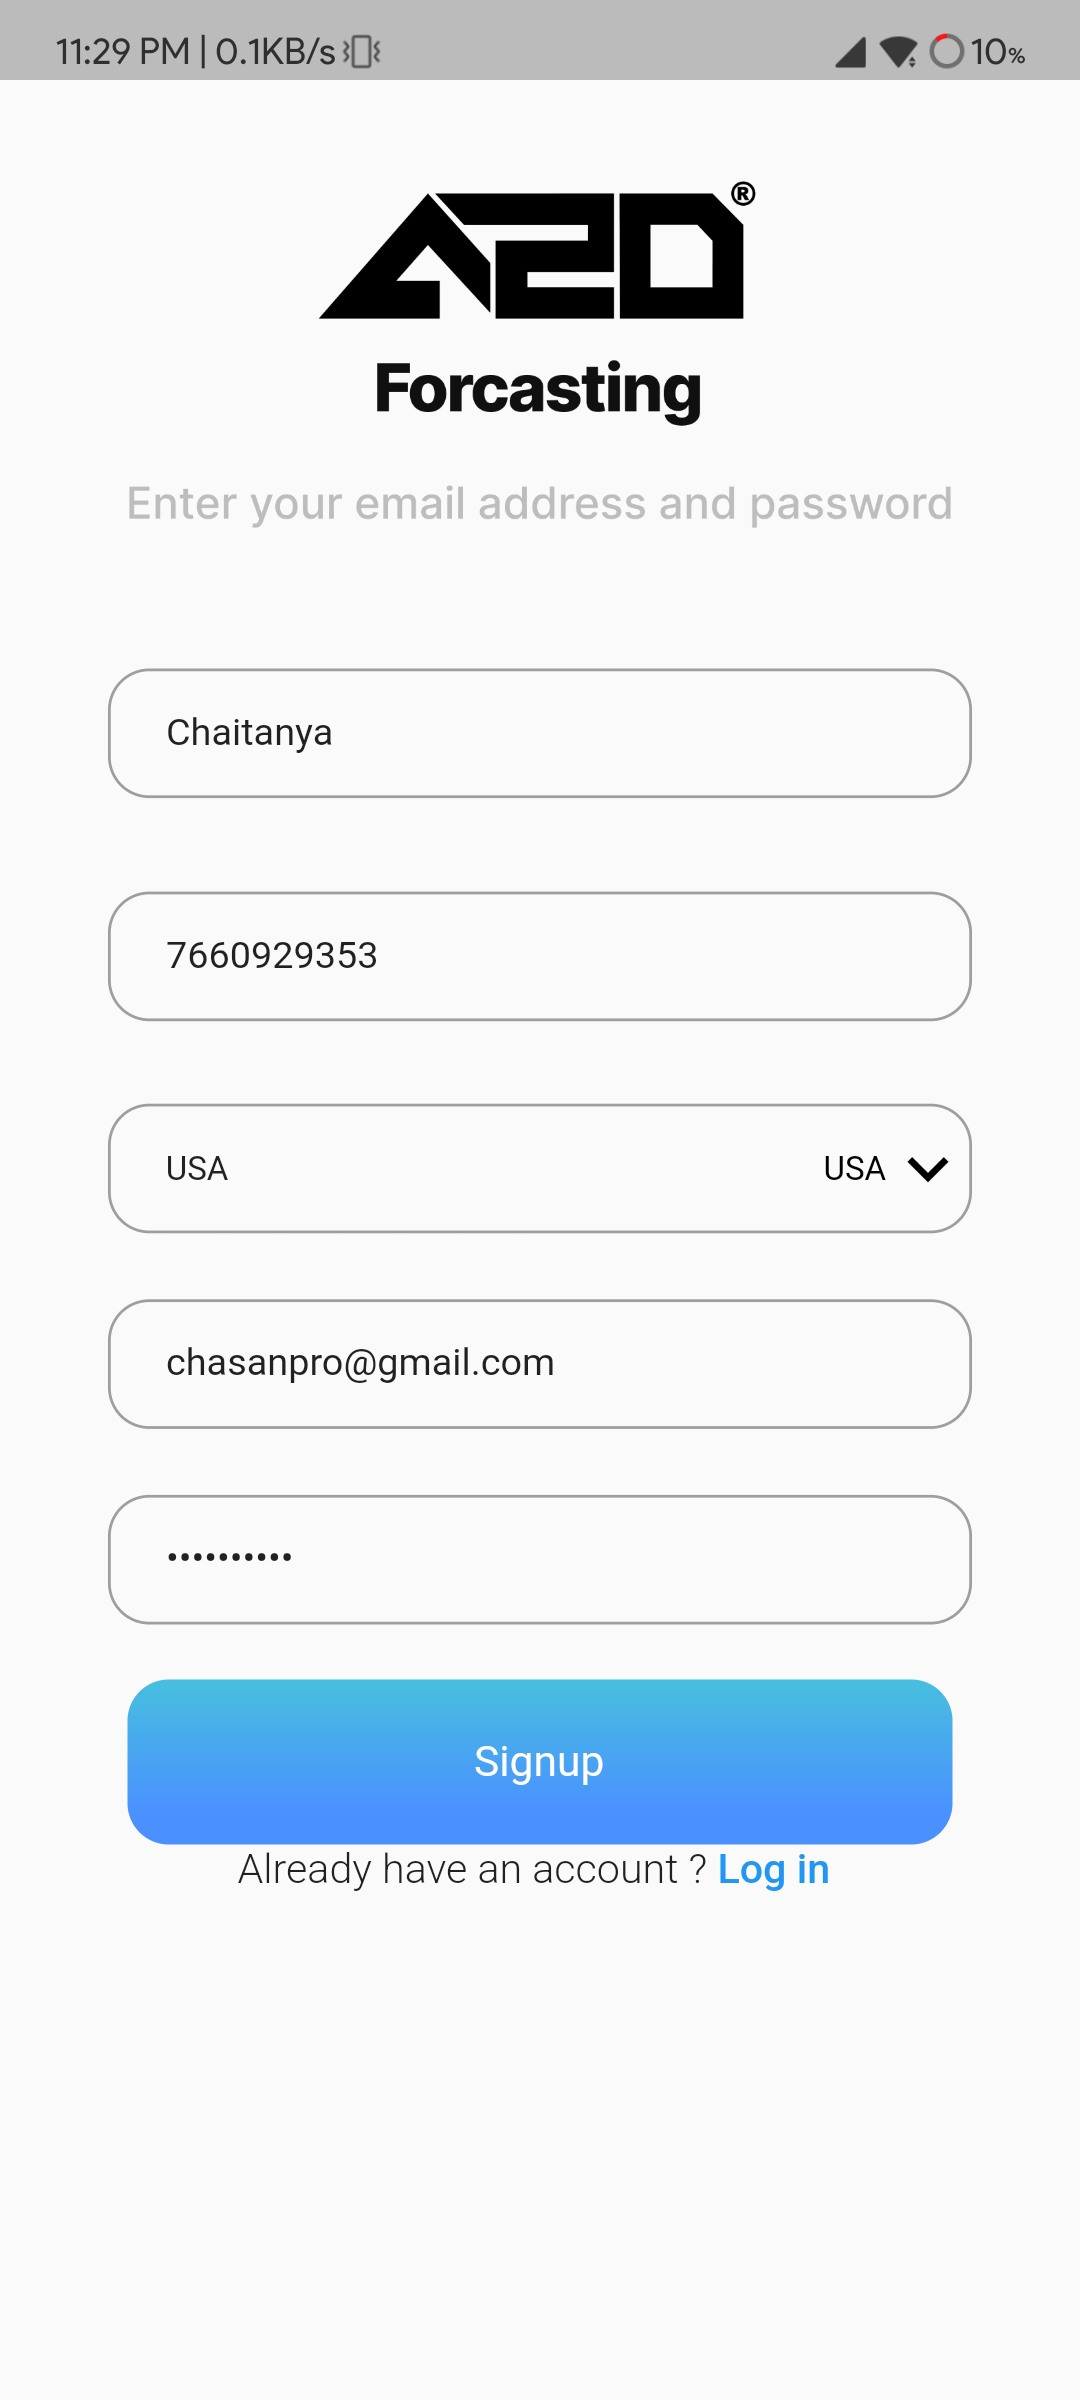 11:29 PM | 0.1KB/s 10%
A2D®
Forcasting
Enter your email address and password
Chaitanya
7660929353
USA USA
chasanpro@gmail.com
••••••••••
Signup
Already have an account ? Log in